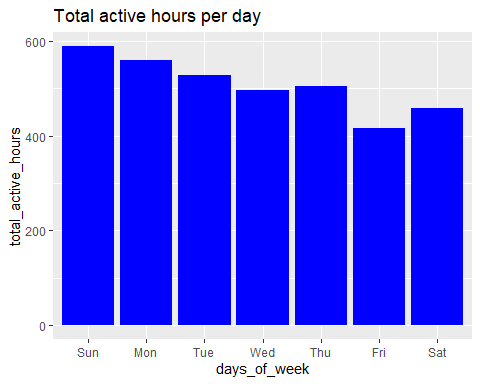 Total active hours per day
total_active_hours
600
400
200
0
Sun Mon Tue Wed Thu Fri Sat
days_of_week